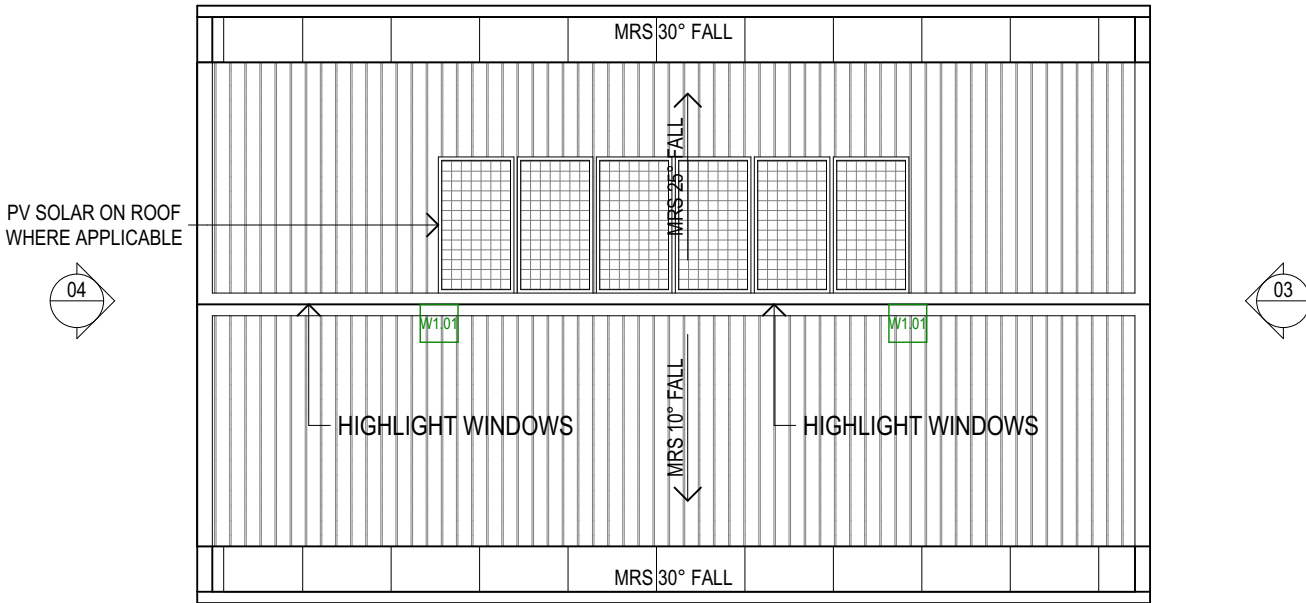 MRS 30° FALL
MRS 25° FALL
PV SOLAR ON ROOF
WHERE APPLICABLE
04
03
W1.01
W1.01
HIGHLIGHT WINDOWS
HIGHLIGHT WINDOWS
MRS 10° FALL
MRS 30° FALL